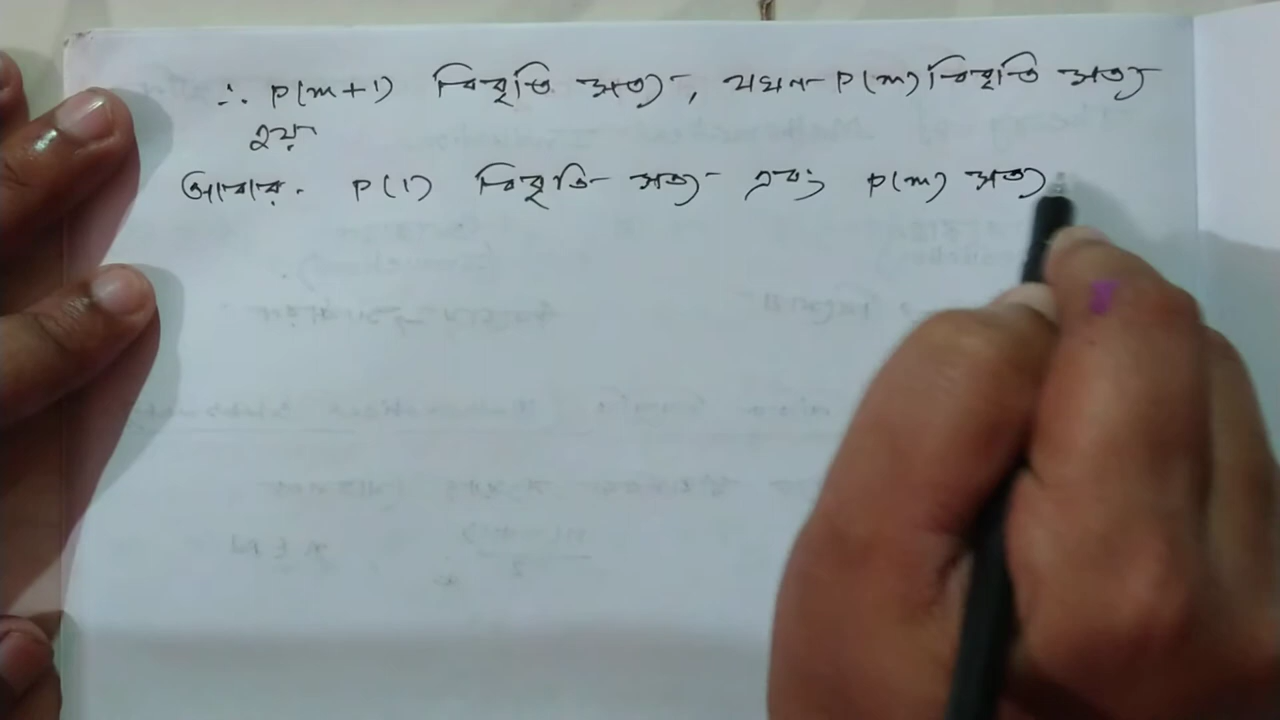 ∴ P(m+1) বিবৃতি সত্য, যখন P(m) বিবৃতি সত্য
হয়
আবার. P(1) বিবৃতি সত্য এবং P(m) সত্য